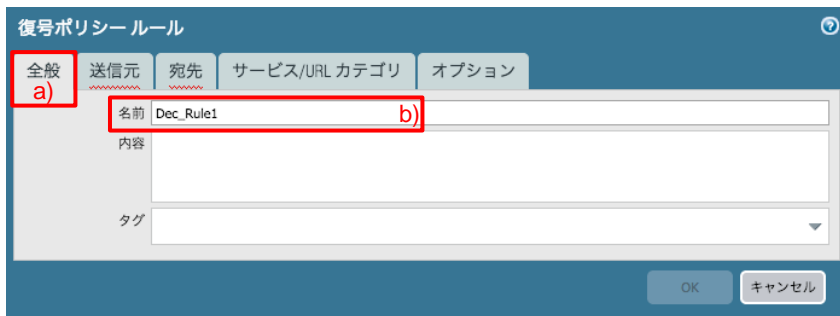 復号ポリシー ルール
全般 送信元 宛先 サービス/URL カテゴリ オプション
a)
名前 Dec_Rule1 b)
内容
タグ
OK キャンセル